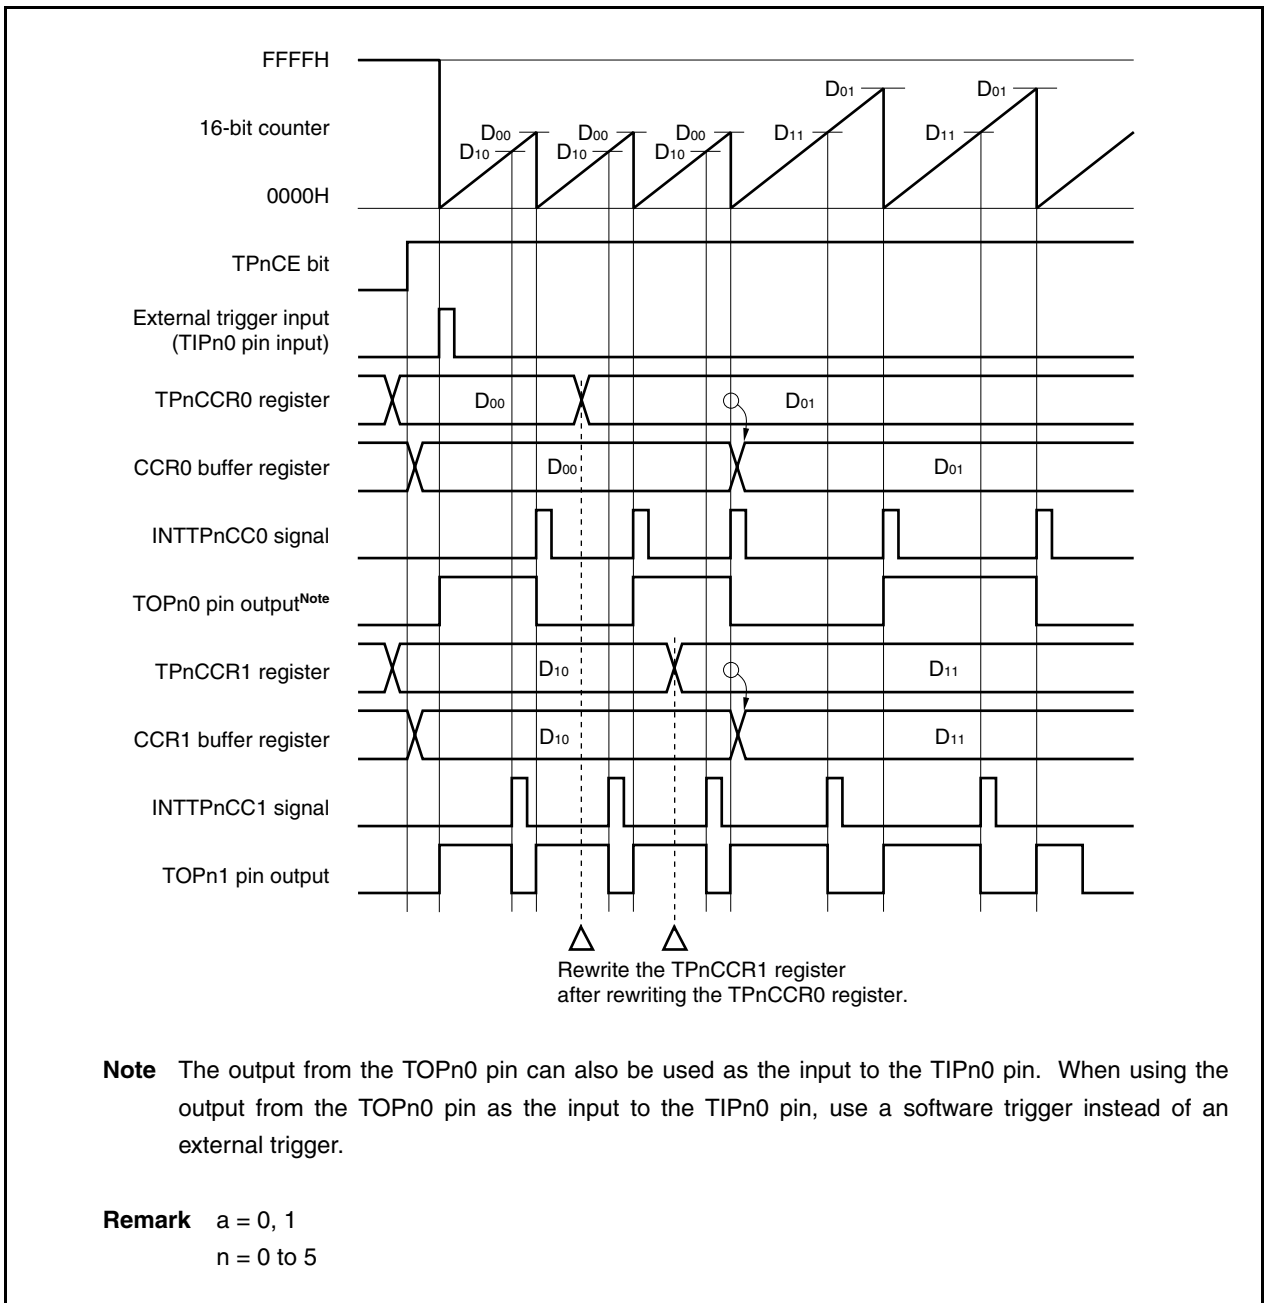 FFFFH
D01 D01
16-bit counter
D00 D00 D00 D11 D11
D10 D10 D10
0000H
TPnCE bit
External trigger input
(TIPn0 pin input)
TPnCCR0 register D00 D01
CCR0 buffer register D00 D01
INTTPnCC0 signal
TOPn0 pin outputNote
TPnCCR1 register D10 D11
CCR1 buffer register D10 D11
INTTPnCC1 signal
TOPn1 pin output
Rewrite the TPnCCR1 register
after rewriting the TPnCCR0 register.
Note The output from the TOPn0 pin can also be used as the input to the TIPn0 pin. When using the
output from the TOPn0 pin as the input to the TIPn0 pin, use a software trigger instead of an
external trigger.
Remark a = 0, 1
n = 0 to 5